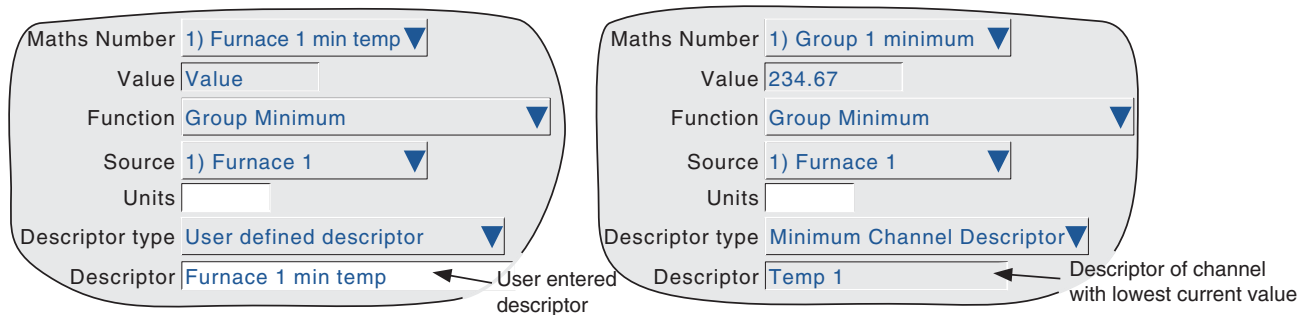 Maths Number 1) Furnace 1 min temp
Value Value
Function Group Minimum
Source 1) Furnace 1
Units
Descriptor type User defined descriptor
Descriptor Furnace 1 min temp
User entered
descriptor
Maths Number 1) Group 1 minimum
Value 234.67
Function Group Minimum
Source 1) Furnace 1
Units
Descriptor type Minimum Channel Descriptor
Descriptor Temp 1
Descriptor of channel
with lowest current value